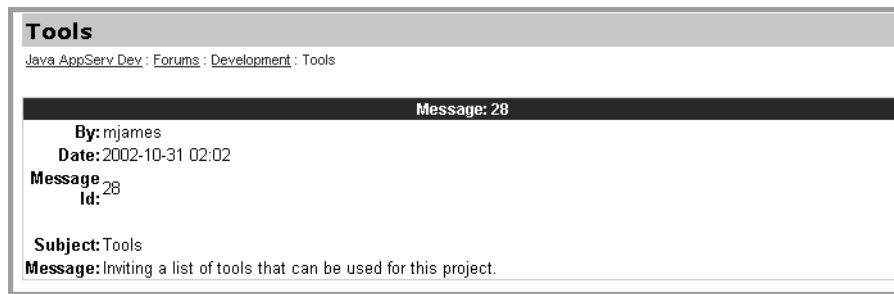 Tools
Java AppServ Dev : Forums : Development : Tools
Message: 28
By: mjames
Date: 2002-10-31 02:02
Message Id: 28
Subject: Tools
Message: Inviting a list of tools that can be used for this project.